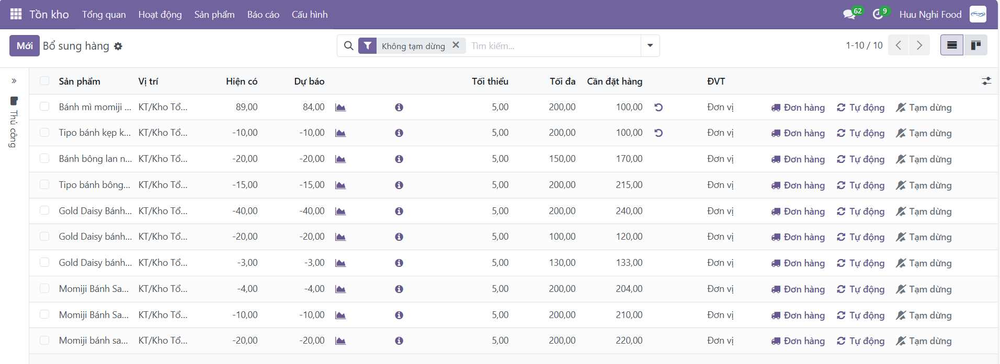 Tồn kho Tổng quan Hoạt động Sản phẩm Báo cáo Cấu hình 62 9 Huu Nghi Food
Mới Bổ sung hàng Không tạm dừng Tìm kiếm... 1-10 / 10
Thủ công
Sản phẩm Vị trí Hiện có Dự báo Tối thiểu Tối đa Cần đặt hàng ĐVT
Bánh mì momiji ... KT/Kho Tổ... 89,00 84,00 5,00 200,00 100,00 Đơn vị Đơn hàng Tự động Tạm dừng
Tipo bánh kẹp k... KT/Kho Tổ... -10,00 -10,00 5,00 200,00 100,00 Đơn vị Đơn hàng Tự động Tạm dừng
Bánh bông lan n... KT/Kho Tổ... -20,00 -20,00 5,00 150,00 170,00 Đơn vị Đơn hàng Tự động Tạm dừng
Tipo bánh bông... KT/Kho Tổ... -15,00 -15,00 5,00 200,00 215,00 Đơn vị Đơn hàng Tự động Tạm dừng
Gold Daisy Bánh... KT/Kho Tổ... -40,00 -40,00 5,00 200,00 240,00 Đơn vị Đơn hàng Tự động Tạm dừng
Gold Daisy bánh... KT/Kho Tổ... -20,00 -20,00 5,00 100,00 120,00 Đơn vị Đơn hàng Tự động Tạm dừng
Gold Daisy bánh... KT/Kho Tổ... -3,00 -3,00 5,00 130,00 133,00 Đơn vị Đơn hàng Tự động Tạm dừng
Momiji Bánh Sa... KT/Kho Tổ... -4,00 -4,00 5,00 200,00 204,00 Đơn vị Đơn hàng Tự động Tạm dừng
Momiji Bánh Sa... KT/Kho Tổ... -10,00 -10,00 5,00 200,00 210,00 Đơn vị Đơn hàng Tự động Tạm dừng
Momiji bánh sa... KT/Kho Tổ... -20,00 -20,00 5,00 200,00 220,00 Đơn vị Đơn hàng Tự động Tạm dừng